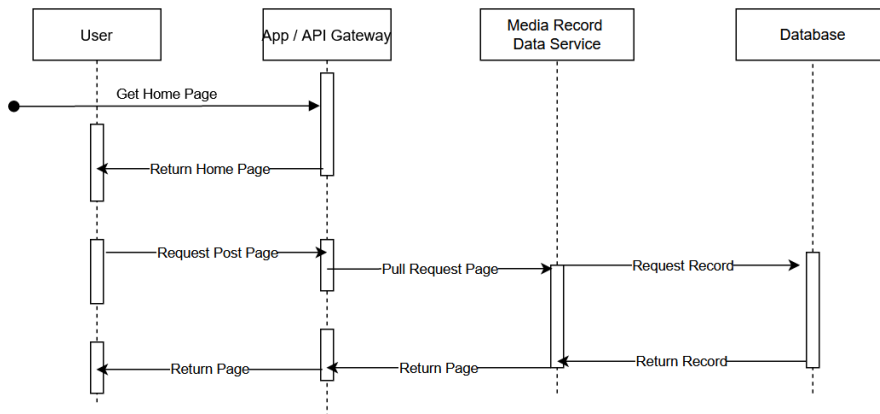 User
App / API Gateway
Media Record
Data Service
Database
Get Home Page
Return Home Page
Request Post Page
Pull Request Page
Request Record
Return Record
Return Page
Return Page